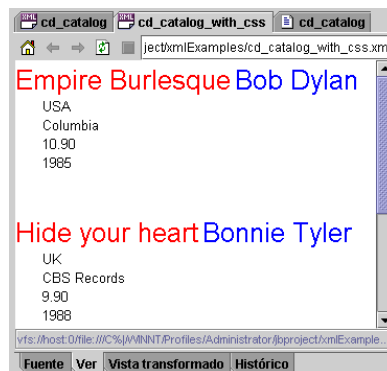 cd_catalog cd_catalog_with_css cd_catalog
ject/xmlExamples/cd_catalog_with_css.xm
Empire Burlesque Bob Dylan
USA
Columbia
10.90
1985
Hide your heart Bonnie Tyler
UK
CBS Records
9.90
1988
vfs://host:0/file:///C%|/WINNT/Profiles/Administrator/jbproject/xmlExample...
Fuente Ver Vista transformado Histórico